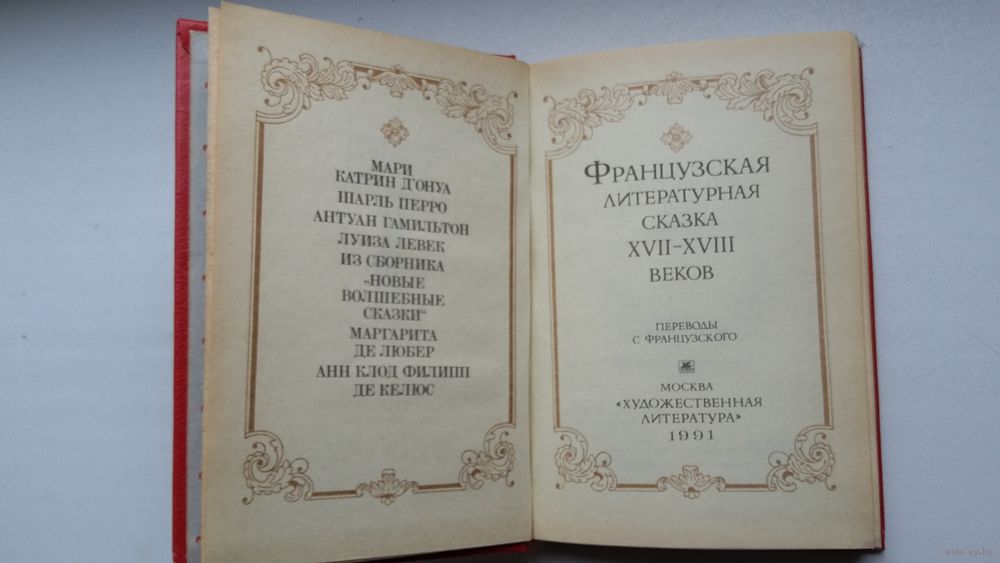 МАРИ
КАТРИН Д'ОНУА
ШАРЛЬ ПЕРРО
АНТУАН ГАМИЛЬТОН
ЛУИЗА ЛЕВЕК
ИЗ СБОРНИКА
„НОВЫЕ
ВОЛШЕБНЫЕ
СКАЗКИ“
МАРГАРИТА
ДЕ ЛЮБЕР
АНН КЛОД ФИЛИПП
ДЕ КЕЛЮС
ФРАНЦУЗСКАЯ
ЛИТЕРАТУРНАЯ
СКАЗКА
XVII–XVIII
ВЕКОВ
ПЕРЕВОДЫ
С ФРАНЦУЗСКОГО
МОСКВА
«ХУДОЖЕСТВЕННАЯ
ЛИТЕРАТУРА»
1991